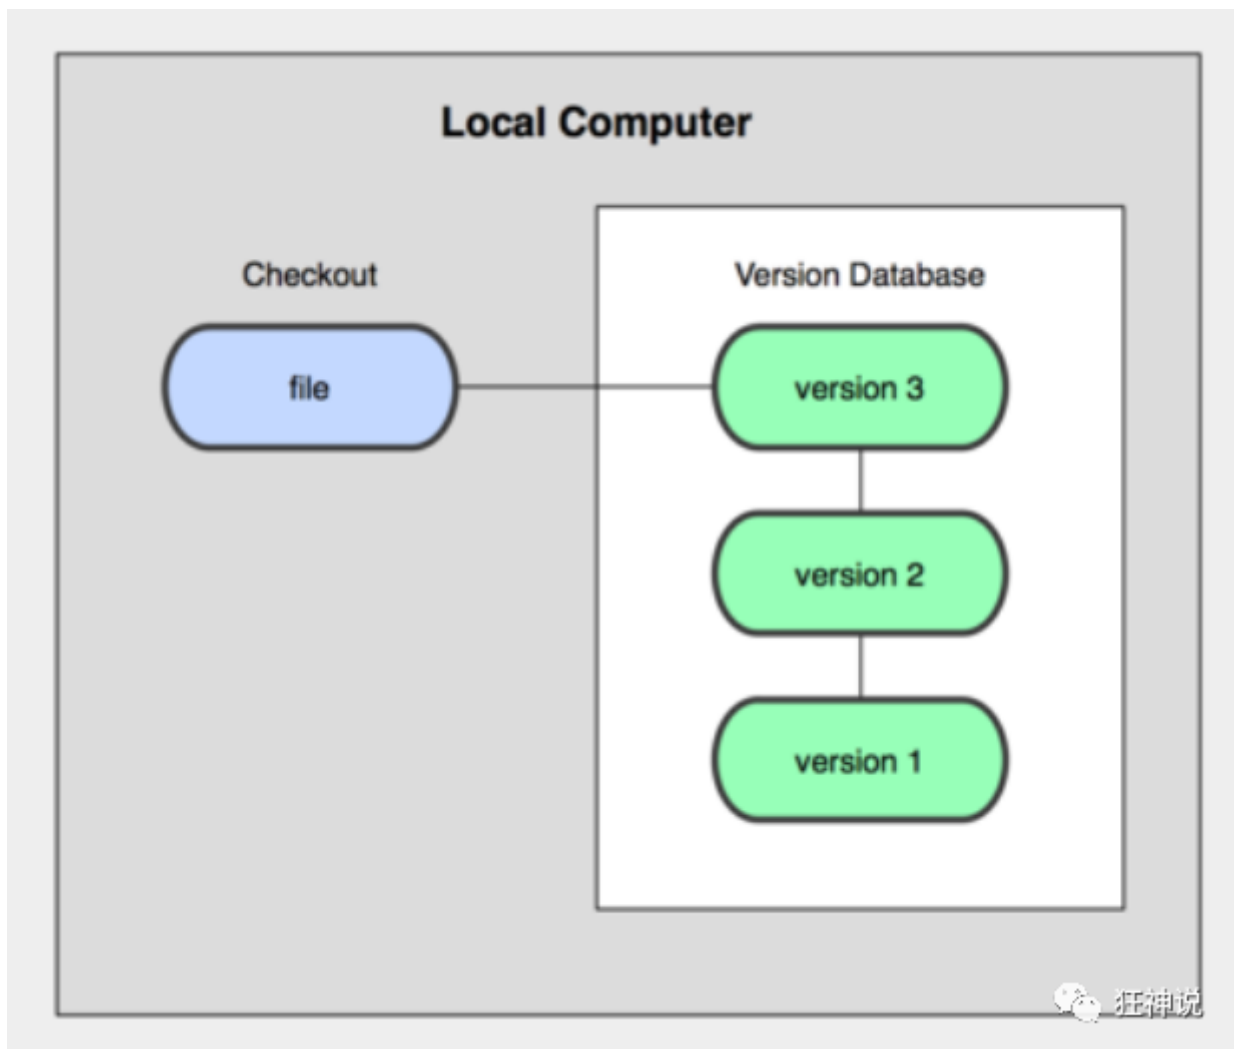 Local Computer
Checkout
Version Database
file
version 3
version 2
version 1
狂神说